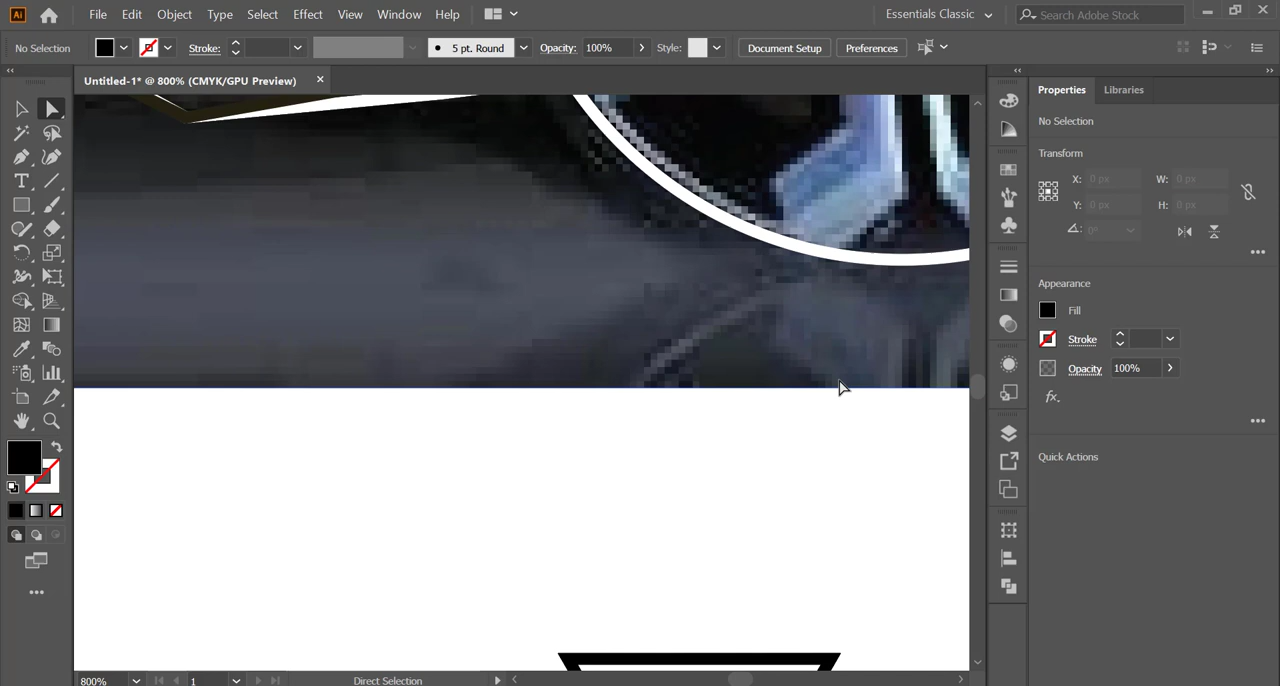 Ai File Edit Object Type Select Effect View Window Help Essentials Classic Search Adobe Stock
No Selection Stroke: 5 pt. Round Opacity: 100% Style: Document Setup Preferences
Untitled-1* @ 800% (CMYK/GPU Preview)
Properties Libraries
No Selection
Transform
X: 0 px W: 0 px
Y: 0 px H: 0 px
0°
Appearance
Fill
Stroke
Opacity 100%
fx.
Quick Actions
800% 1 Direct Selection